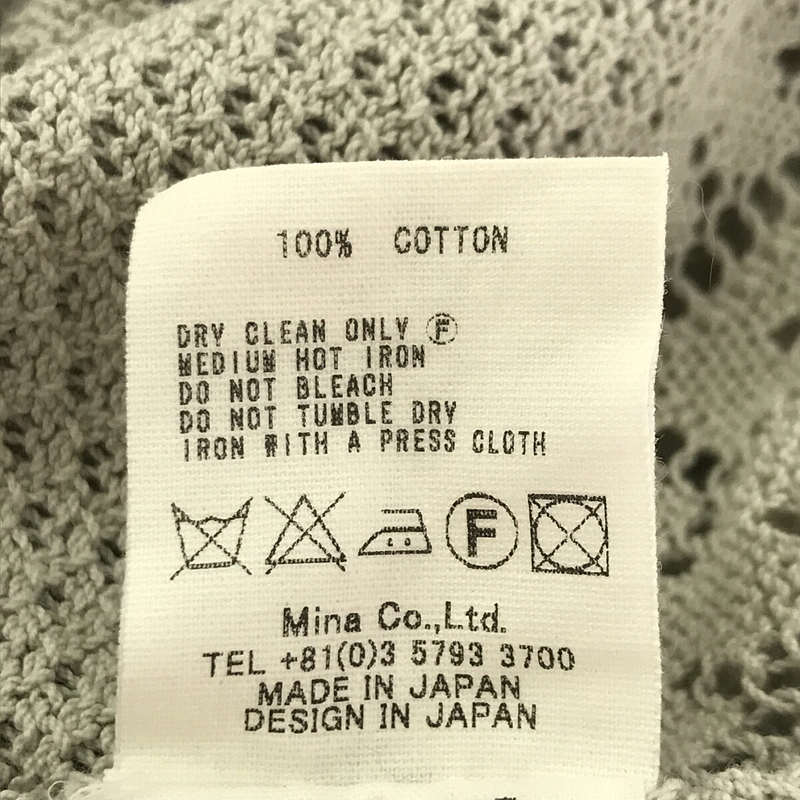 100% COTTON
DRY CLEAN ONLY Ⓕ
MEDIUM HOT IRON
DO NOT BLEACH
DO NOT TUMBLE DRY
IRON WITH A PRESS CLOTH
F
Mina Co.,Ltd.
TEL +81(0)3 5793 3700
MADE IN JAPAN
DESIGN IN JAPAN